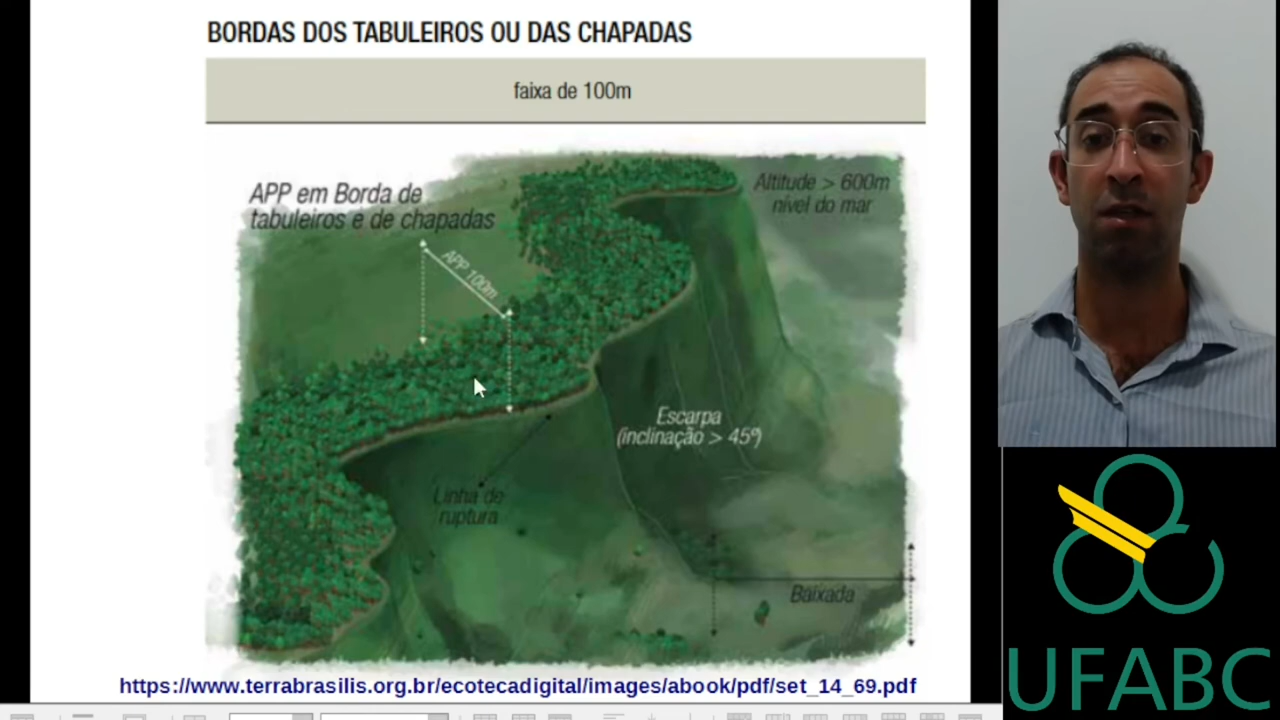 BORDAS DOS TABULEIROS OU DAS CHAPADAS
faixa de 100m
APP em Borda de
tabuleiros e de chapadas
Altitude > 600m
nível do mar
APP 100m
Escarpa
(inclinação > 45º)
Linha de
ruptura
Baixada
https://www.terrabrasilis.org.br/ecotecadigital/images/abook/pdf/set_14_69.pdf
UFABC